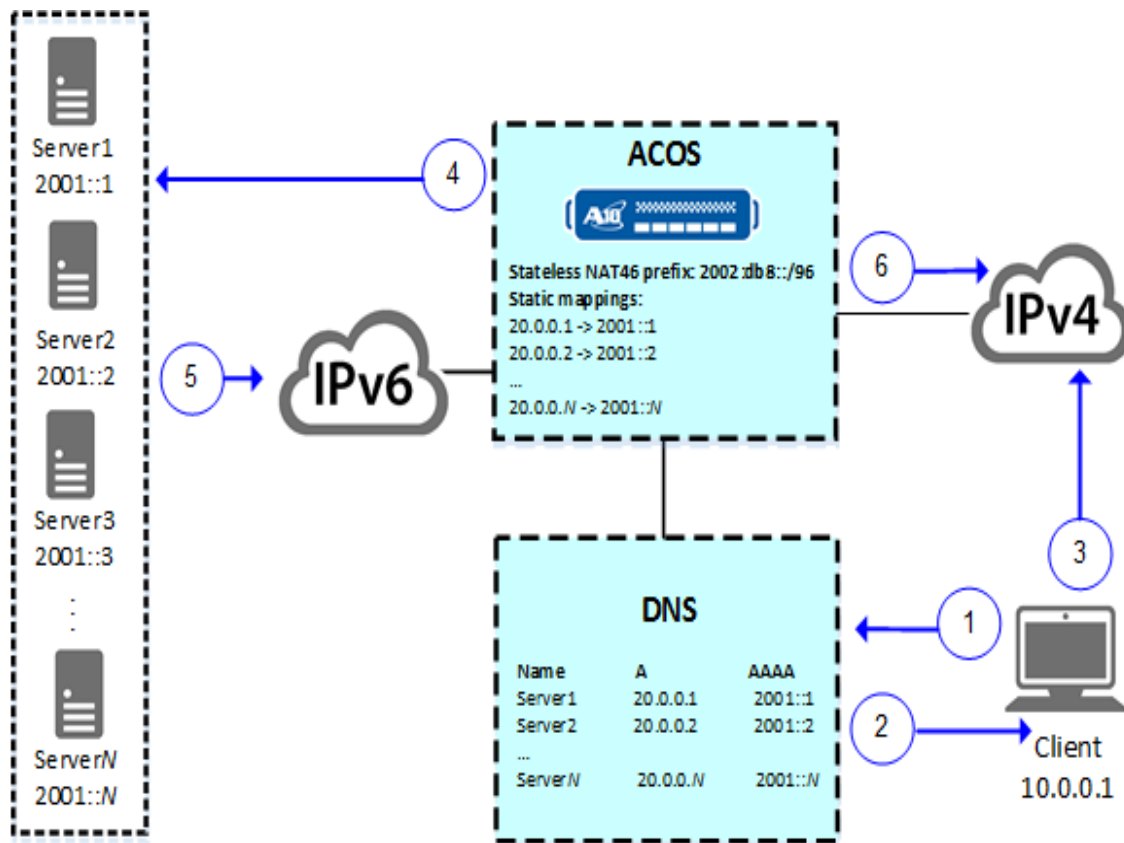 Server1
2001::1
Server2
2001::2
Server3
2001::3
Server N
2001::N
4
5
IPv6
ACOS
A10
Stateless NAT46 prefix: 2002:db8::/96
Static mappings:
20.0.0.1 -> 2001::1
20.0.0.2 -> 2001::2
...
20.0.0.N -> 2001::N
6
IPv4
3
DNS
Name A AAAA
Server1 20.0.0.1 2001::1
Server2 20.0.0.2 2001::2
...
Server N 20.0.0.N 2001::N
1
2
Client
10.0.0.1